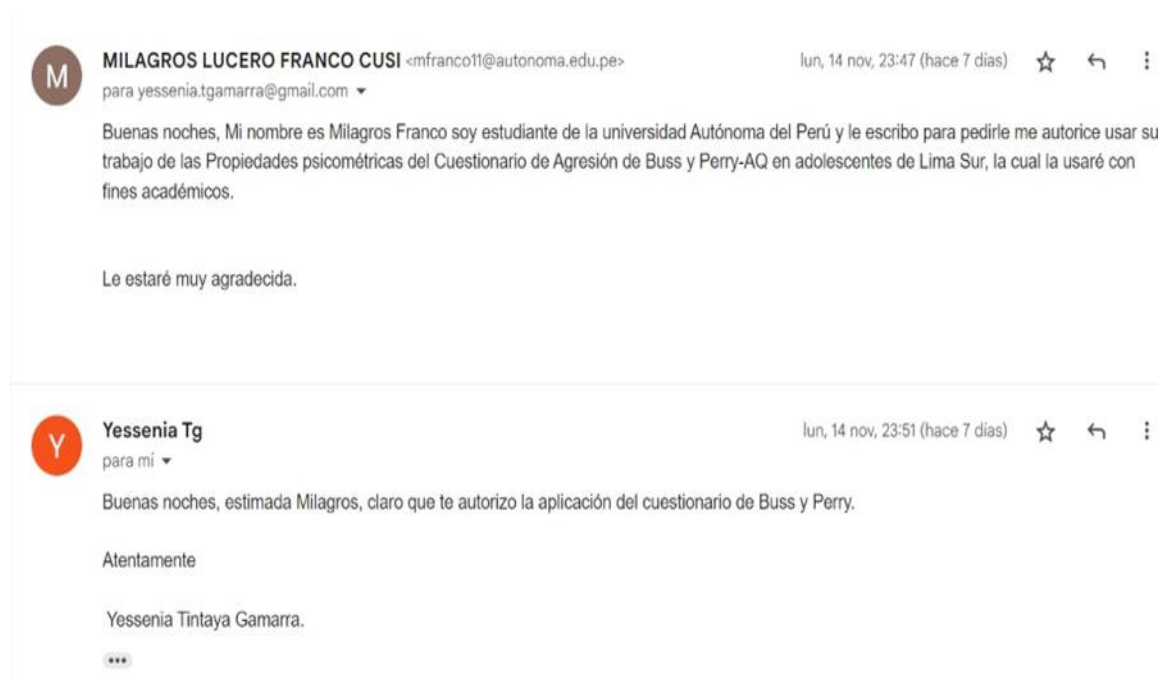 M
MILAGROS LUCERO FRANCO CUSI <mfranco11@autonoma.edu.pe>
lun, 14 nov, 23:47 (hace 7 días)
para yessenia.tgamarra@gmail.com
Buenas noches, Mi nombre es Milagros Franco soy estudiante de la universidad Autónoma del Perú y le escribo para pedirle me autorice usar su
trabajo de las Propiedades psicométricas del Cuestionario de Agresión de Buss y Perry-AQ en adolescentes de Lima Sur, la cual la usaré con
fines académicos.
Le estaré muy agradecida.
Y
Yessenia Tg
lun, 14 nov, 23:51 (hace 7 días)
para mí
Buenas noches, estimada Milagros, claro que te autorizo la aplicación del cuestionario de Buss y Perry.
Atentamente
Yessenia Tintaya Gamarra.